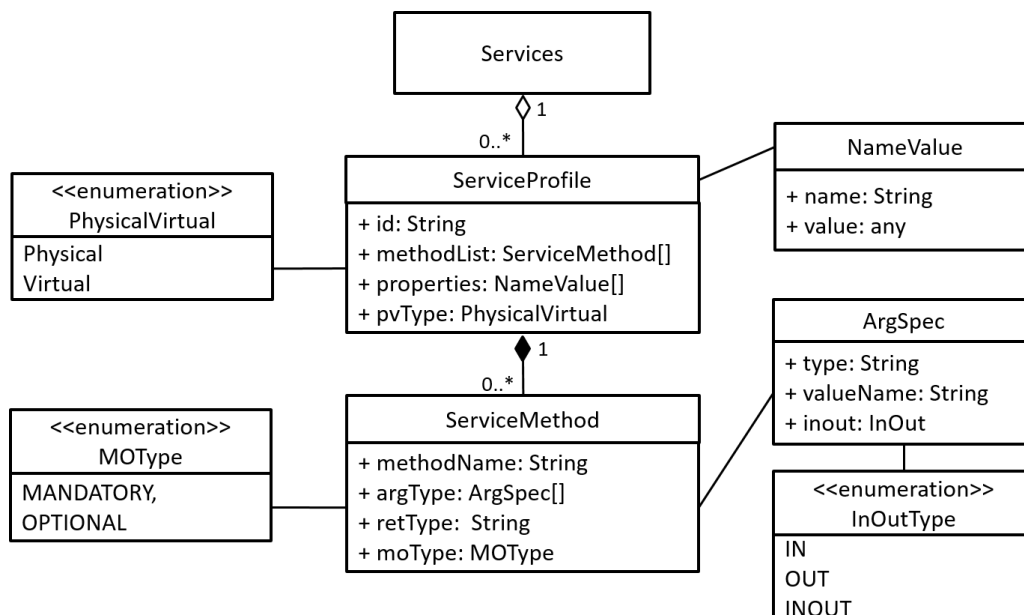 Services
1
0..*
ServiceProfile
+ id: String
+ methodList: ServiceMethod[]
+ properties: NameValue[]
+ pvType: PhysicalVirtual
<<enumeration>>
PhysicalVirtual
Physical
Virtual
NameValue
+ name: String
+ value: any
1
0..*
ServiceMethod
+ methodName: String
+ argType: ArgSpec[]
+ retType: String
+ moType: MOType
<<enumeration>>
MOType
MANDATORY,
OPTIONAL
ArgSpec
+ type: String
+ valueName: String
+ inout: InOut
<<enumeration>>
InOutType
IN
OUT
INOUT